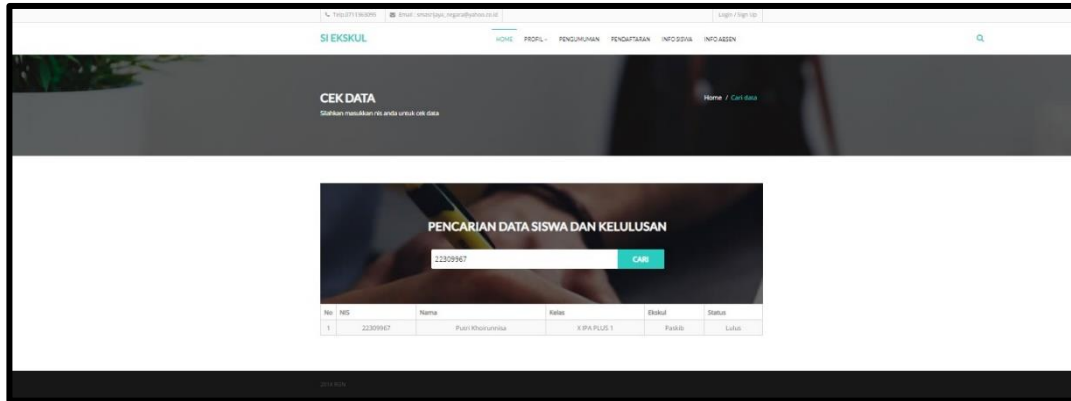 Email :
Login / Sign Up
SI EKSKUL
HOME PROFIL PENGUMUMAN PENDAFTARAN INFO SISWA INFO ABSEN
CEK DATA
Home / Cari data
Silahkan masukkan nis anda untuk cek data
PENCARIAN DATA SISWA DAN KELULUSAN
22309967 CARI
No NIS Nama Kelas Ekskul Status
1 22309967 Putri Khoirunnisa X IPA PLUS 1 Lulus